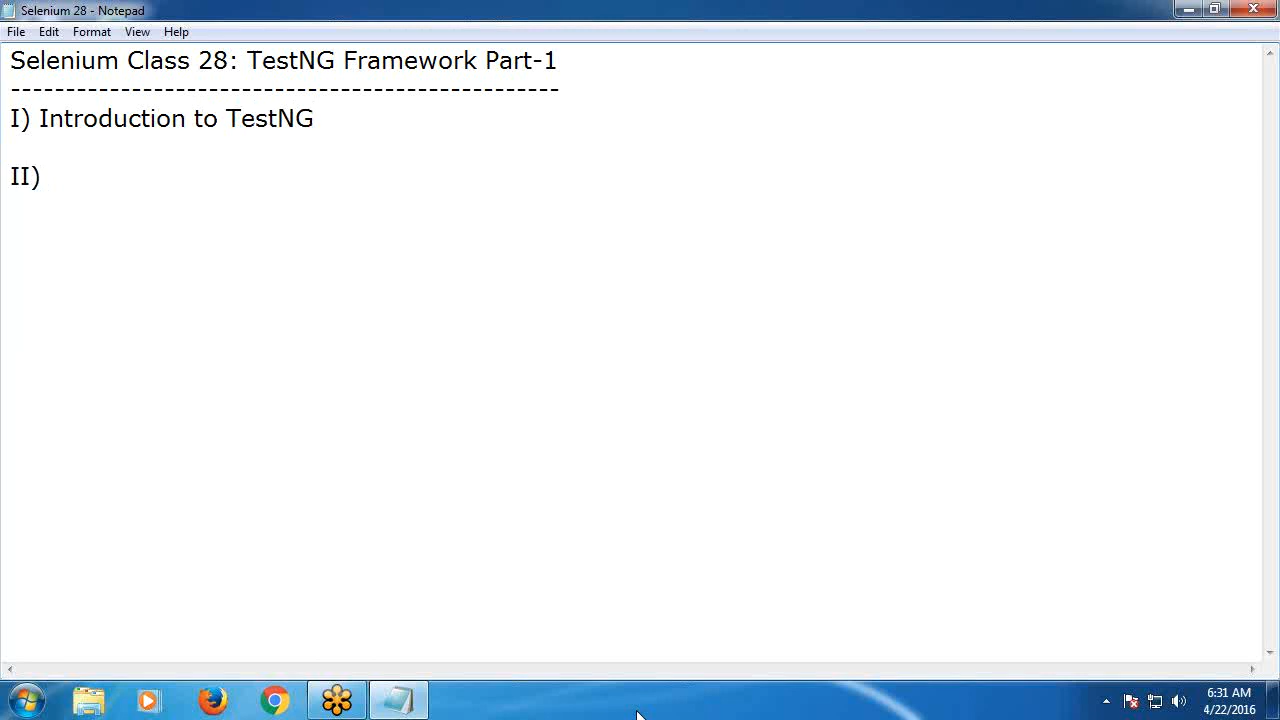 Selenium 28 - Notepad
File Edit Format View Help
Selenium Class 28: TestNG Framework Part-1
--------------------------------------------------
I) Introduction to TestNG
II)
6:31 AM
4/22/2016